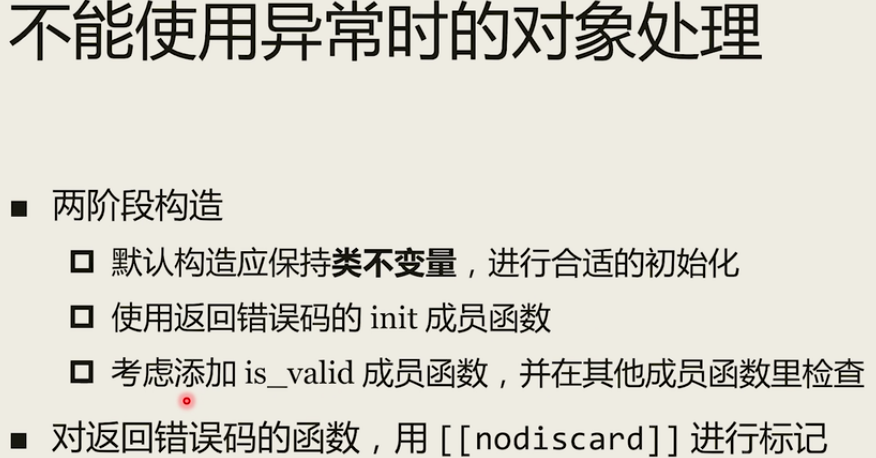 不能使用异常时的对象处理
两阶段构造
默认构造应保持类不变量，进行合适的初始化
使用返回错误码的 init 成员函数
考虑添加 is_valid 成员函数，并在其他成员函数里检查
对返回错误码的函数，用 [[nodiscard]] 进行标记